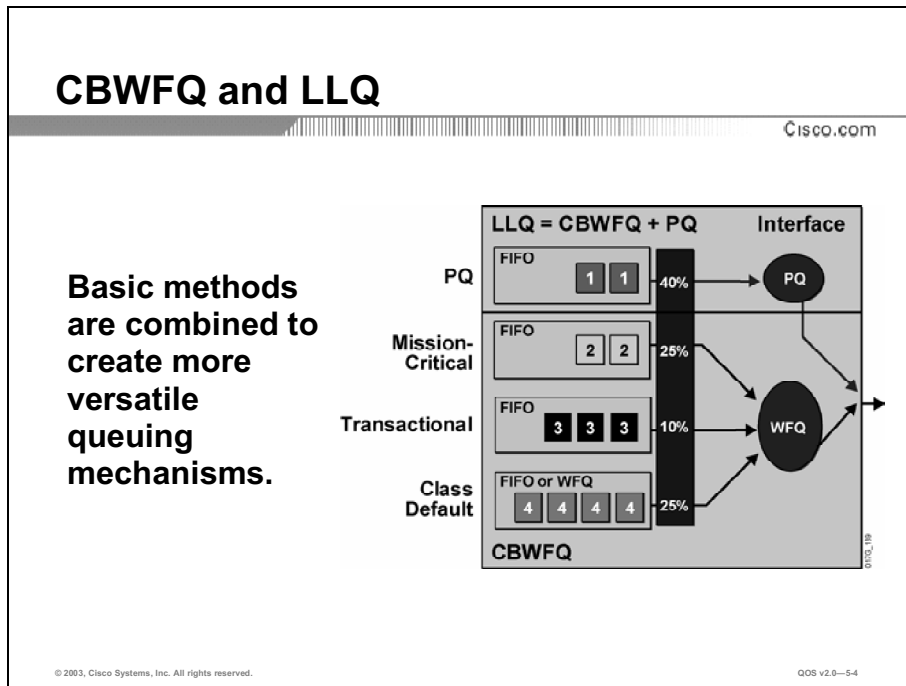 CBWFQ and LLQ
Cisco.com
Basic methods
are combined to
create more
versatile
queuing
mechanisms.
LLQ = CBWFQ + PQ
Interface
PQ
FIFO
1 1
40%
PQ
Mission-
Critical
FIFO
2 2
25%
Transactional
FIFO
3 3 3
10%
WFQ
Class
Default
FIFO or WFQ
4 4 4 4
25%
CBWFQ
© 2003, Cisco Systems, Inc. All rights reserved.
QOS v2.0—5-4